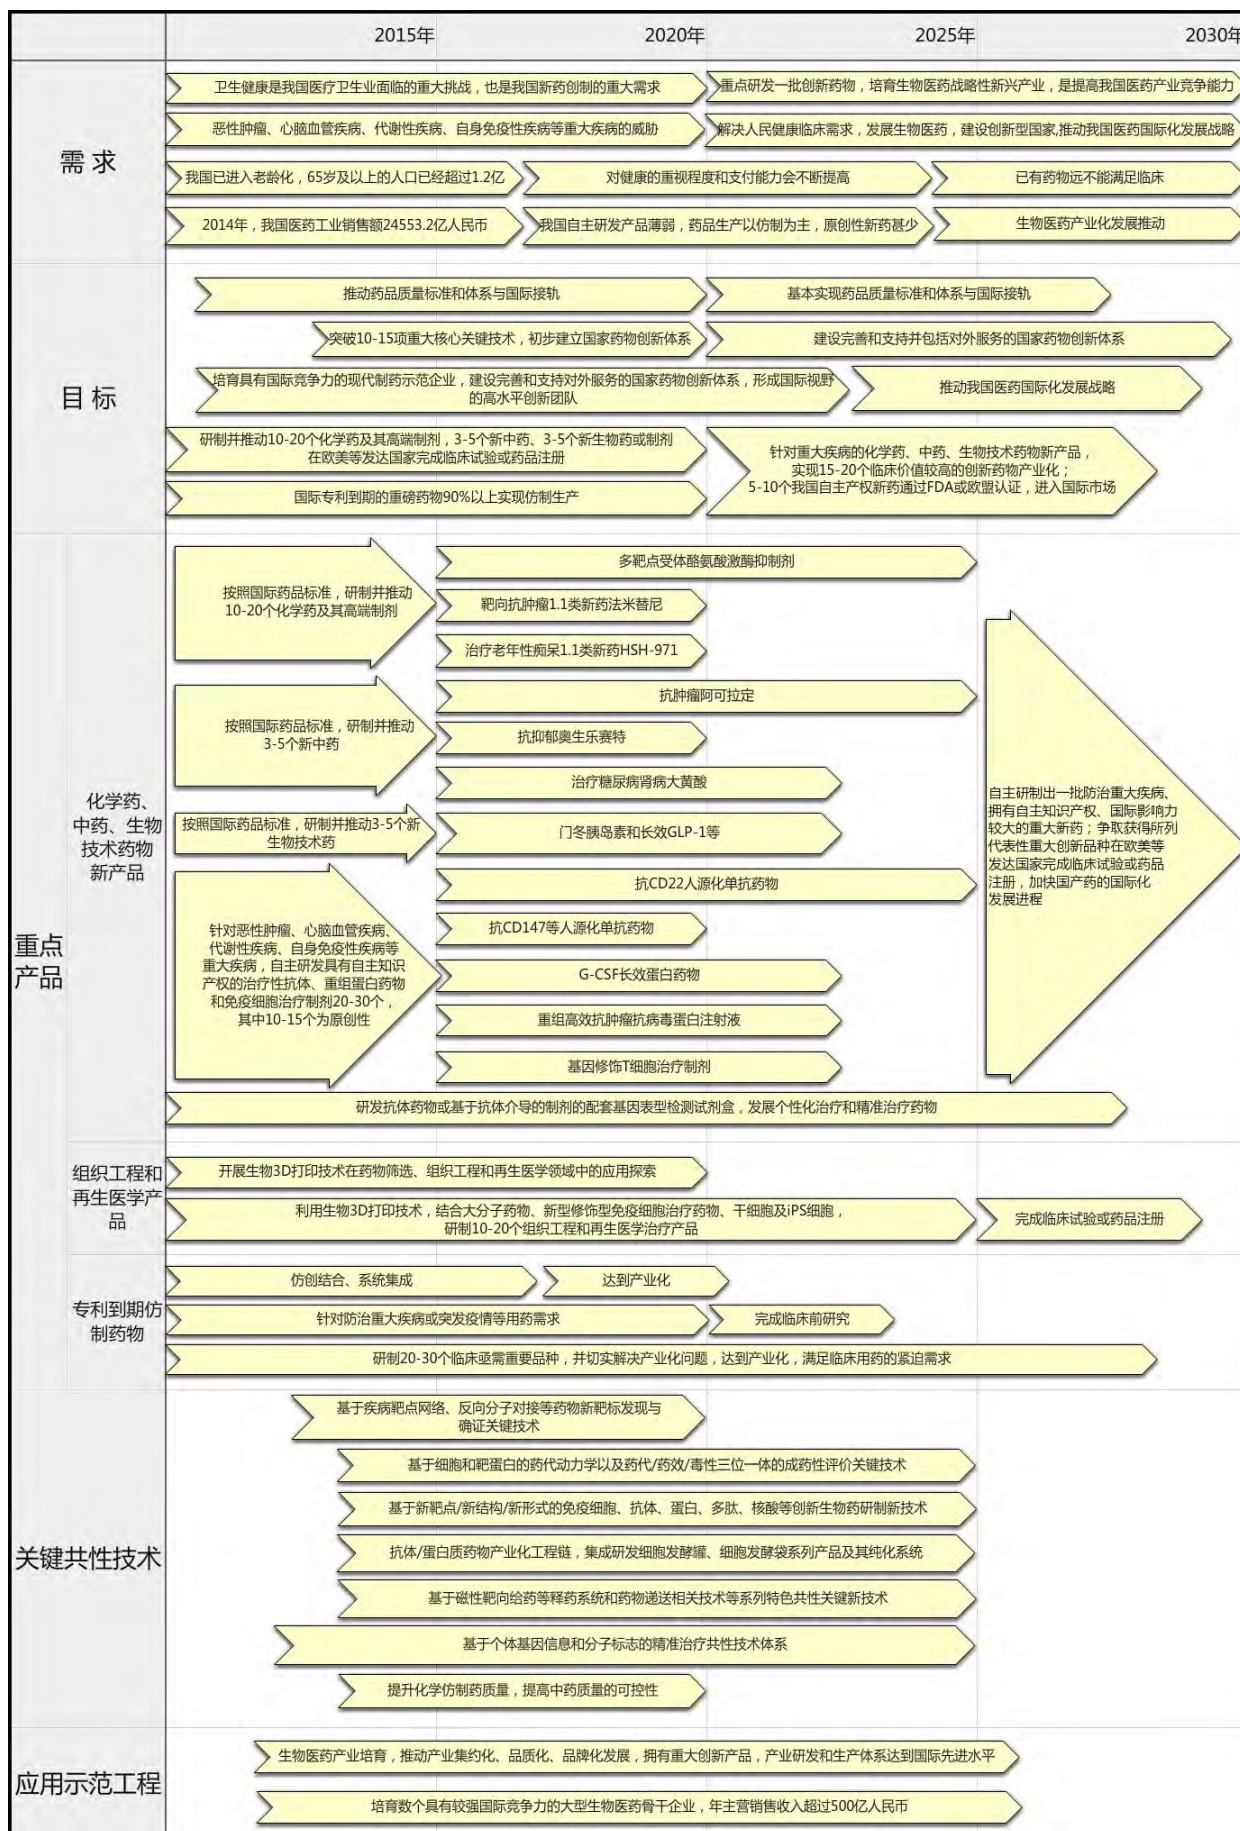 2015年 2020年 2025年 2030年
需 求
卫生健康是我国医疗卫生业面临的重大挑战，也是我国新药创制的重大需求
重点研发一批创新药物，培育生物医药战略性新兴产业，是提高我国医药产业竞争能力
恶性肿瘤、心脑血管疾病、代谢性疾病、自身免疫性疾病等重大疾病的威胁
解决人民健康临床需求，发展生物医药，建设创新型国家,推动我国医药国际化发展战略
我国已进入老龄化，65岁及以上的人口已经超过1.2亿
对健康的重视程度和支付能力会不断提高
已有药物远不能满足临床
2014年，我国医药工业销售额24553.2亿人民币
我国自主研发产品薄弱，药品生产以仿制为主，原创性新药甚少
生物医药产业化发展推动
目 标
推动药品质量标准和体系与国际接轨
基本实现药品质量标准和体系与国际接轨
突破10-15项重大核心关键技术，初步建立国家药物创新体系
建设完善和支持并包括对外服务的国家药物创新体系
培育具有国际竞争力的现代制药示范企业，建设完善和支持对外服务的国家药物创新体系，形成国际视野
的高水平创新团队
推动我国医药国际化发展战略
研制并推动10-20个化学药及其高端制剂，3-5个新中药、3-5个新生物药或制剂
在欧美等发达国家完成临床试验或药品注册
国际专利到期的重磅药物90%以上实现仿制生产
针对重大疾病的化学药、中药、生物技术药物新产品，
实现15-20个临床价值较高的创新药物产业化；
5-10个我国自主产权新药通过FDA或欧盟认证，进入国际市场
重点
产品
化学药、
中药、生物
技术药物
新产品
按照国际药品标准，研制并推动
10-20个化学药及其高端制剂
多靶点受体酪氨酸激酶抑制剂
靶向抗肿瘤1.1类新药法米替尼
治疗老年性痴呆1.1类新药HSH-971
按照国际药品标准，研制并推动
3-5个新中药
抗肿瘤阿可拉定
抗抑郁奥生乐赛特
治疗糖尿病肾病大黄酸
按照国际药品标准，研制并推动3-5个新
生物技术药
门冬胰岛素和长效GLP-1等
针对恶性肿瘤、心脑血管疾病、
代谢性疾病、自身免疫性疾病等
重大疾病，自主研发具有自主知识
产权的治疗性抗体、重组蛋白药物
和免疫细胞治疗制剂20-30个，
其中10-15个为原创性
抗CD22人源化单抗药物
抗CD147等人源化单抗药物
G-CSF长效蛋白药物
重组高效抗肿瘤抗病毒蛋白注射液
基因修饰T细胞治疗制剂
自主研制出一批防治重大疾病、
拥有自主知识产权、国际影响力
较大的重大新药；争取获得所列
代表性重大创新品种在欧美等
发达国家完成临床试验或药品
注册，加快国产药的国际化
发展进程
研发抗体药物或基于抗体介导的制剂的配套基因表型检测试剂盒，发展个性化治疗和精准治疗药物
组织工程和
再生医学产
品
开展生物3D打印技术在药物筛选、组织工程和再生医学领域中的应用探索
利用生物3D打印技术，结合大分子药物、新型修饰型免疫细胞治疗药物、干细胞及iPS细胞，
研制10-20个组织工程和再生医学治疗产品
完成临床试验或药品注册
专利到期仿
制药物
仿创结合、系统集成
达到产业化
针对防治重大疾病或突发疫情等用药需求
完成临床前研究
研制20-30个临床亟需重要品种，并切实解决产业化问题，达到产业化，满足临床用药的紧迫需求
关键共性技术
基于疾病靶点网络、反向分子对接等药物新靶标发现与
确证关键技术
基于细胞和靶蛋白的药代动力学以及药代/药效/毒性三位一体的成药性评价关键技术
基于新靶点/新结构/新形式的免疫细胞、抗体、蛋白、多肽、核酸等创新生物药研制新技术
抗体/蛋白质药物产业化工程链，集成研发细胞发酵罐、细胞发酵袋系列产品及其纯化系统
基于磁性靶向给药等释药系统和药物递送相关技术等系列特色共性关键新技术
基于个体基因信息和分子标志的精准治疗共性技术体系
提升化学仿制药质量，提高中药质量的可控性
应用示范工程
生物医药产业培育，推动产业集约化、品质化、品牌化发展，拥有重大创新产品，产业研发和生产体系达到国际先进水平
培育数个具有较强国际竞争力的大型生物医药骨干企业，年主营销售收入超过500亿人民币